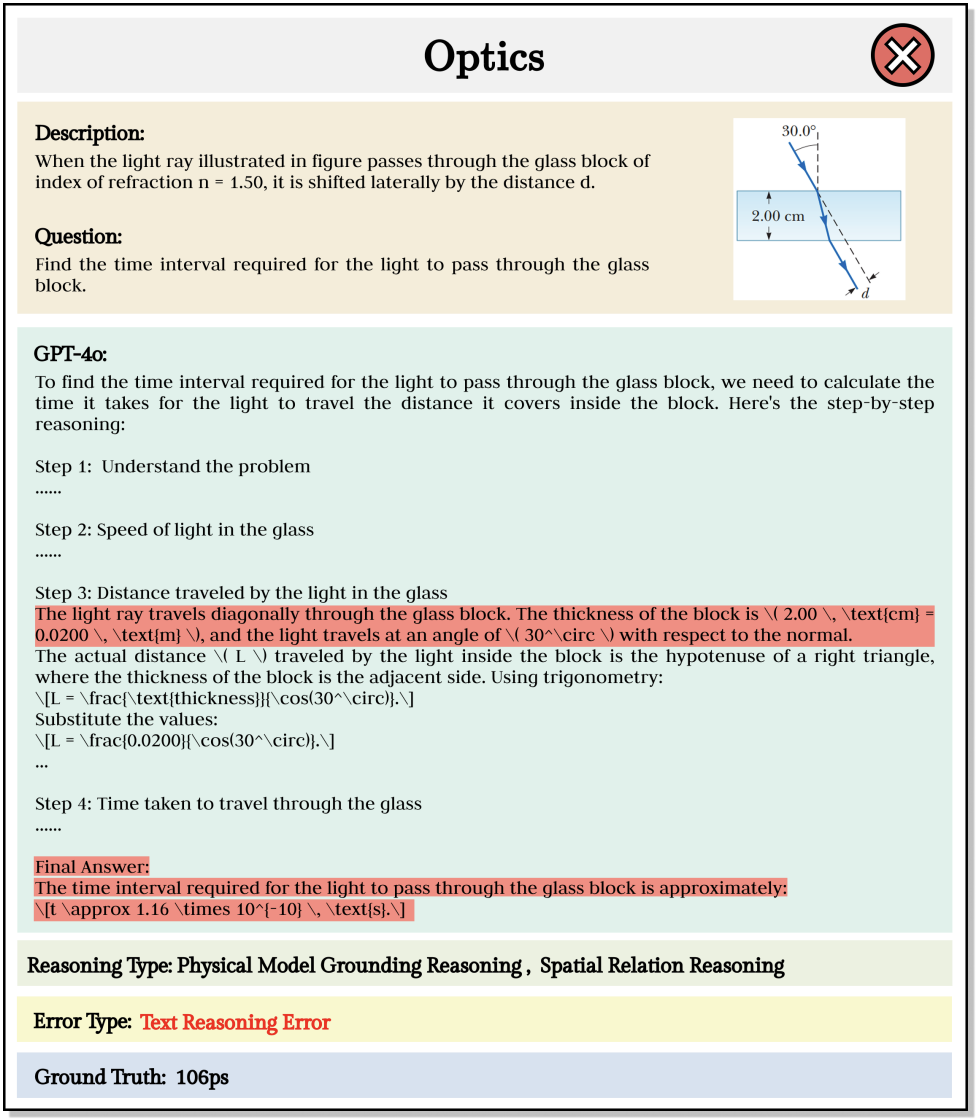 Optics
Description:
When the light ray illustrated in figure passes through the glass block of
index of refraction n = 1.50, it is shifted laterally by the distance d.
Question:
Find the time interval required for the light to pass through the glass
block.
30.0°
2.00 cm
d
GPT-4o:
To find the time interval required for the light to pass through the glass block, we need to calculate the
time it takes for the light to travel the distance it covers inside the block. Here's the step-by-step
reasoning:
Step 1:  Understand the problem
......
Step 2: Speed of light in the glass
......
Step 3: Distance traveled by the light in the glass
The light ray travels diagonally through the glass block. The thickness of the block is \( 2.00 \, \text{cm} =
0.0200 \, \text{m} \), and the light travels at an angle of \( 30^\circ \) with respect to the normal.
The actual distance \( L \) traveled by the light inside the block is the hypotenuse of a right triangle,
where the thickness of the block is the adjacent side. Using trigonometry:
\[L = \frac{\text{thickness}}{\cos(30^\circ)}.\]
Substitute the values:
\[L = \frac{0.0200}{\cos(30^\circ)}.\]
...
Step 4: Time taken to travel through the glass
......
Final Answer:
The time interval required for the light to pass through the glass block is approximately:
\[t \approx 1.16 \times 10^{-10} \, \text{s}.\]
Reasoning Type: Physical Model Grounding Reasoning , Spatial Relation Reasoning
Error Type: Text Reasoning Error
Ground Truth: 106ps